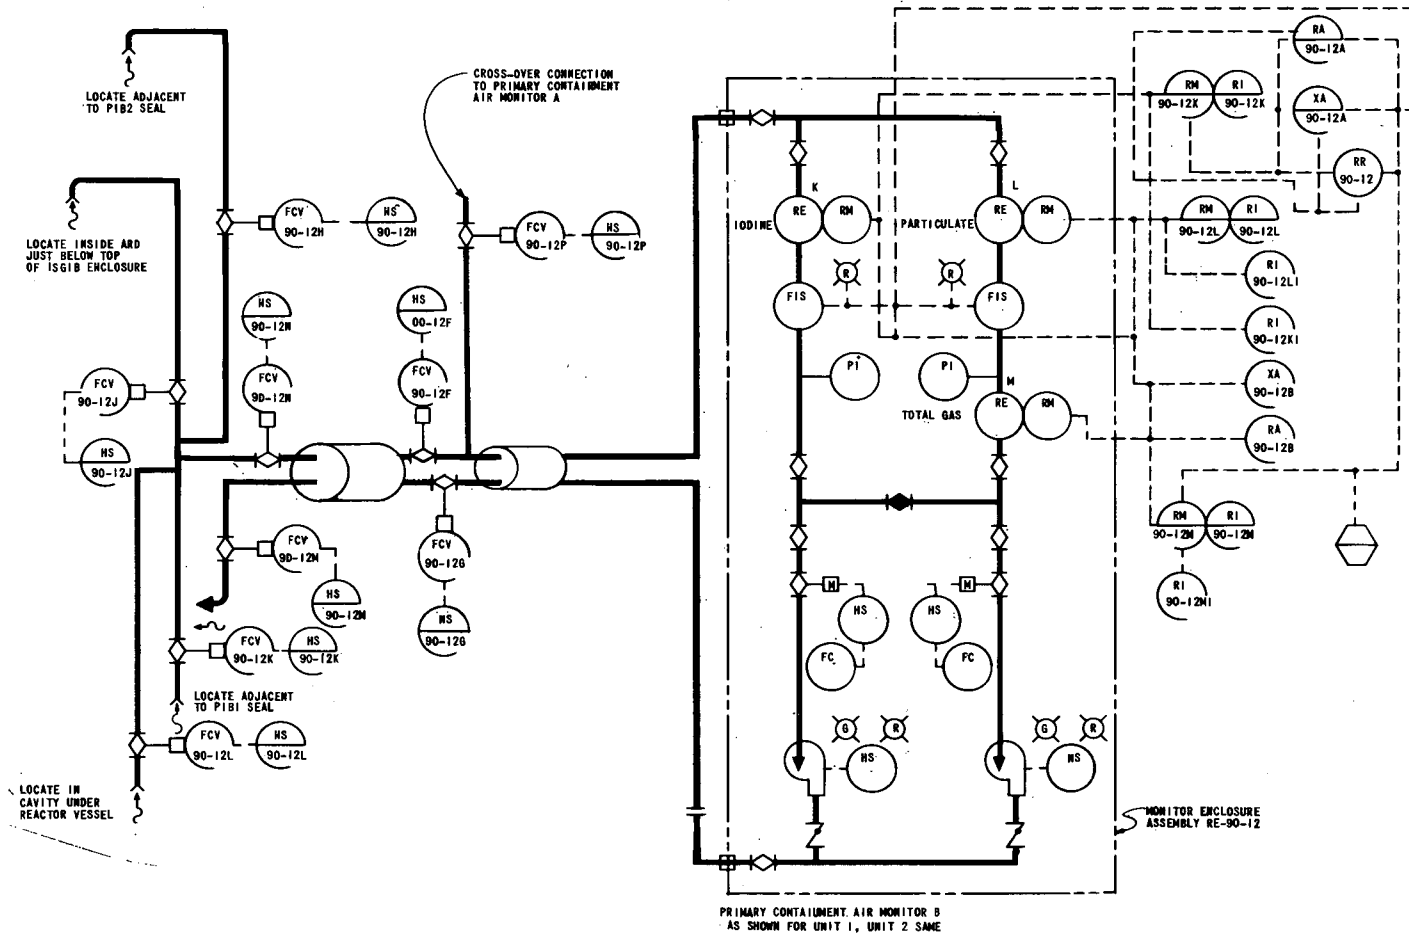 LOCATE ADJACENT
TO PIB2 SEAL
CROSS-OVER CONNECTION
TO PRIMARY CONTAINMENT
AIR MONITOR A
RA
90-12A
RM
90-12K
RI
90-12K
XA
90-12A
RR
90-12
LOCATE INSIDE ARD
JUST BELOW TOP
OF ISGIB ENCLOSURE
FCV
90-12H
HS
90-12H
FCV
90-12P
HS
90-12P
K
IODINE
RE
RM
L
PARTICULATE
RE
RM
RM
90-12L
RI
90-12L
R
R
FIS
FIS
RI
90-12LI
HS
90-12N
HS
00-12F
RI
90-12KI
FCV
90-12J
FCV
9D-12N
FCV
90-12F
PI
PI
XA
90-12B
M
TOTAL GAS
RE
RM
RA
90-12B
HS
90-12J
FCV
9D-12M
FCV
90-12G
RM
90-12M
RI
90-12M
HS
90-12M
HS
90-12G
M
M
HS
HS
RI
90-12MI
FCV
90-12K
HS
90-12K
FC
FC
LOCATE ADJACENT
TO PIBI SEAL
FCV
90-12L
HS
90-12L
G
R
G
R
HS
HS
LOCATE IN
CAVITY UNDER
REACTOR VESSEL
MONITOR ENCLOSURE
ASSEMBLY RE-90-12
PRIMARY CONTAINMENT AIR MONITOR B
AS SHOWN FOR UNIT 1, UNIT 2 SAME